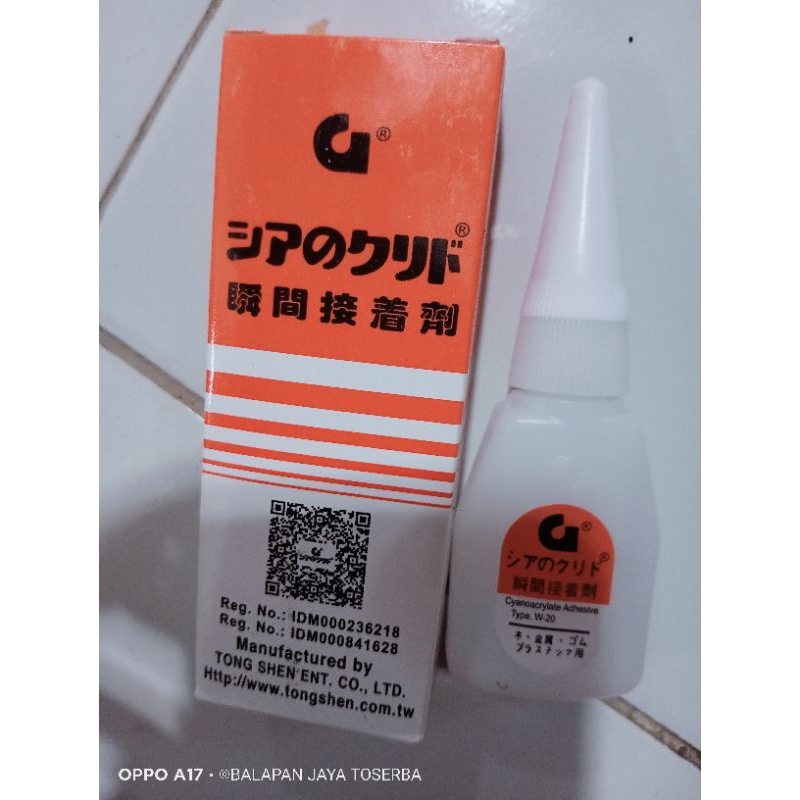 G®
シアのクリド®
瞬間接着劑
Reg. No.: IDM000236218
Reg. No.: IDM000841628
Manufactured by
TONG SHEN ENT. CO., LTD.
Http://www.tongshen.com.tw
G®
シアのクリド®
瞬間接着劑
Cyanoacrylate Adhesive
Type. W-20
木・金属・ゴム
プラスチック用
OPPO A17 · ©BALAPAN JAYA TOSERBA